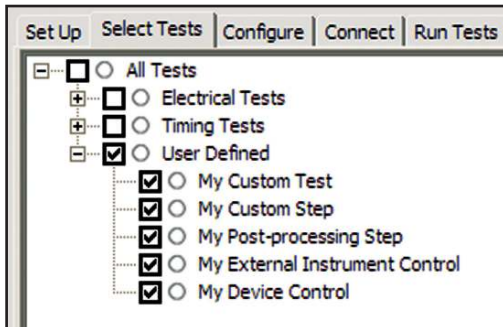 Set Up Select Tests Configure Connect Run Tests
All Tests
Electrical Tests
Timing Tests
User Defined
My Custom Test
My Custom Step
My Post-processing Step
My External Instrument Control
My Device Control